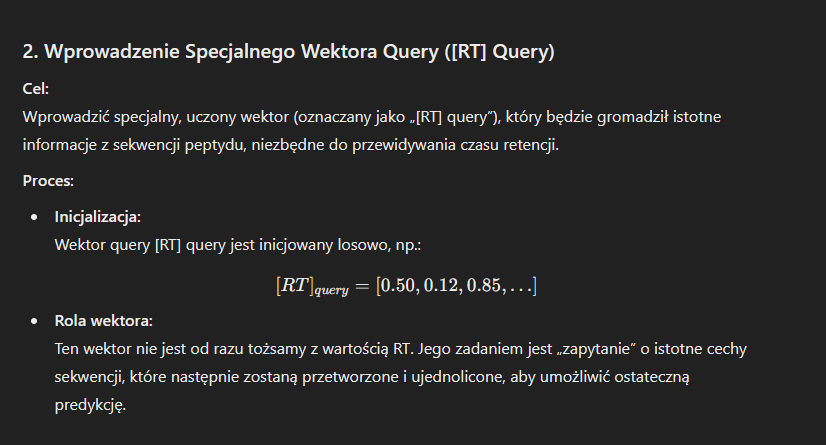 2. Wprowadzenie Specjalnego Wektora Query ([RT] Query)
Cel:
Wprowadzić specjalny, uczony wektor (oznaczany jako „[RT] query”), który będzie gromadził istotne
informacje z sekwencji peptydu, niezbędne do przewidywania czasu retencji.
Proces:
• Inicjalizacja:
Wektor query [RT] query jest inicjowany losowo, np.:
[RT]query = [0.50, 0.12, 0.85, …]
• Rola wektora:
Ten wektor nie jest od razu tożsamy z wartością RT. Jego zadaniem jest „zapytanie” o istotne cechy
sekwencji, które następnie zostaną przetworzone i ujednolicone, aby umożliwić ostateczną
predykcję.